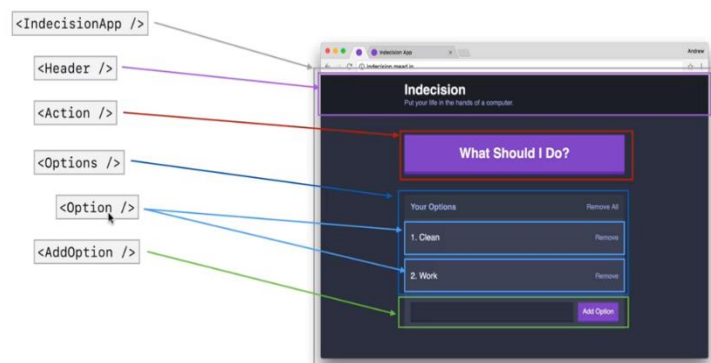 <IndecisionApp />
<Header />
<Action />
<Options />
<Option />
<AddOption />
Indecision App
Andrew
indecision.mead.io
Indecision
Put your life in the hands of a computer.
What Should I Do?
Your Options Remove All
1. Clean Remove
2. Work Remove
Add Option